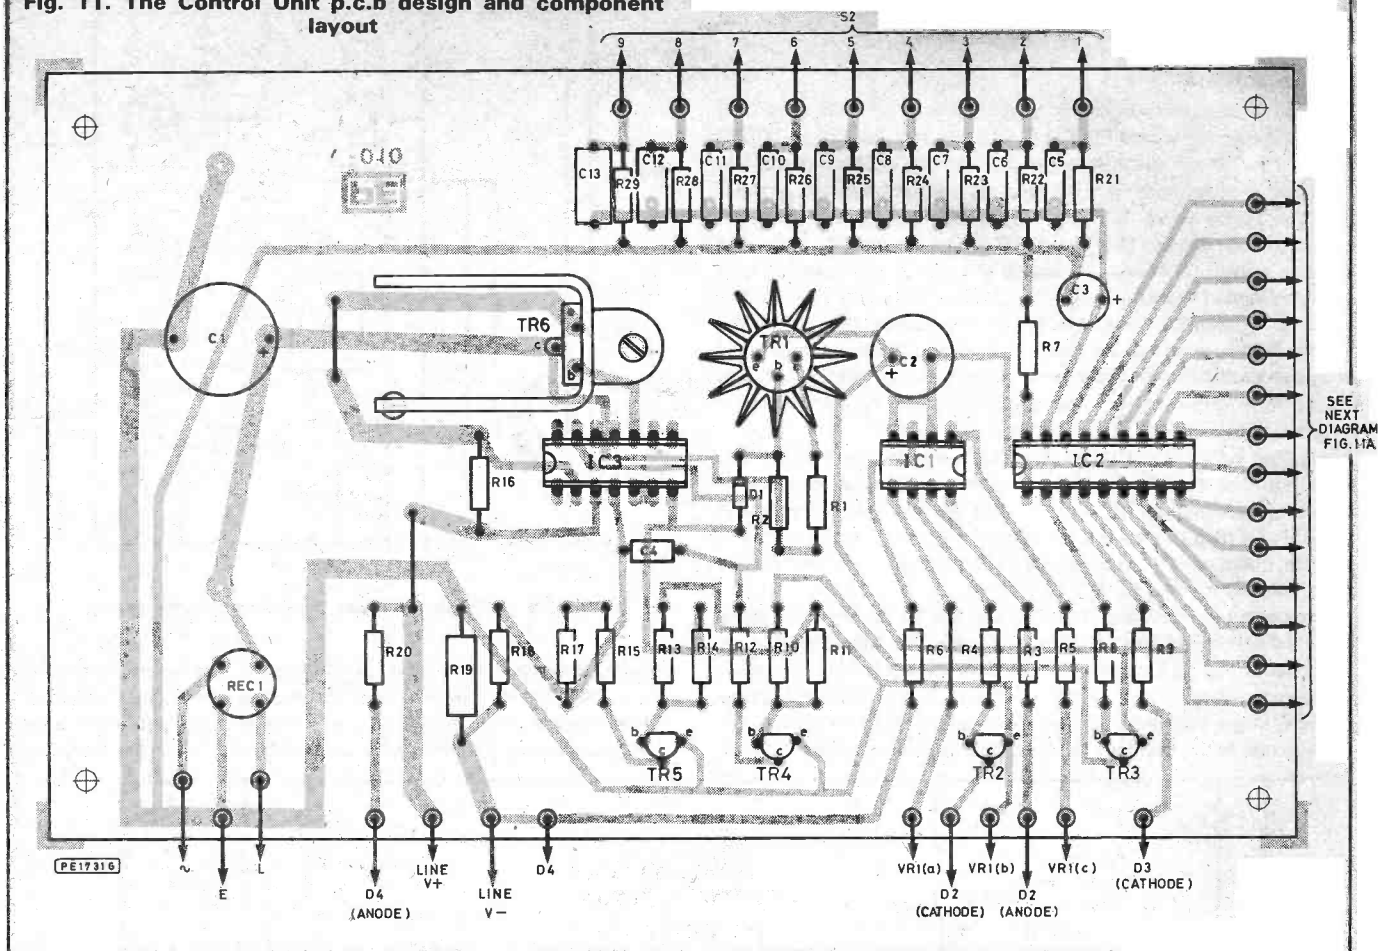 Fig. 11. The Control Unit p.c.b design and component
layout
S2
9 8 7 6 5 4 3 2 1
C13 R29 C12 R28 C11 R27 C10 R26 C9 R25 C8 R24 C7 R23 C6 R22 C5 R21
C1 +
TR6
c
b
TR1
e b c
C2
+
C3 +
R7
SEE
NEXT
DIAGRAM
FIG.11A
IC3
IC1
IC2
R16
D1
R2
R1
C4
R20 R19 R18 R17 R15 R13 R14 R12 R10 R11 R6 R4 R3 R5 R8 R9
REC1
b c e
TR5
b c e
TR4
b c e
TR2
b c e
TR3
PE1731G
~
E
L
D4
(ANODE)
LINE
V+
LINE
V-
D4
VR1(a)
D2
(CATHODE)
VR1(b)
D2
(ANODE)
VR1(c)
D3
(CATHODE)